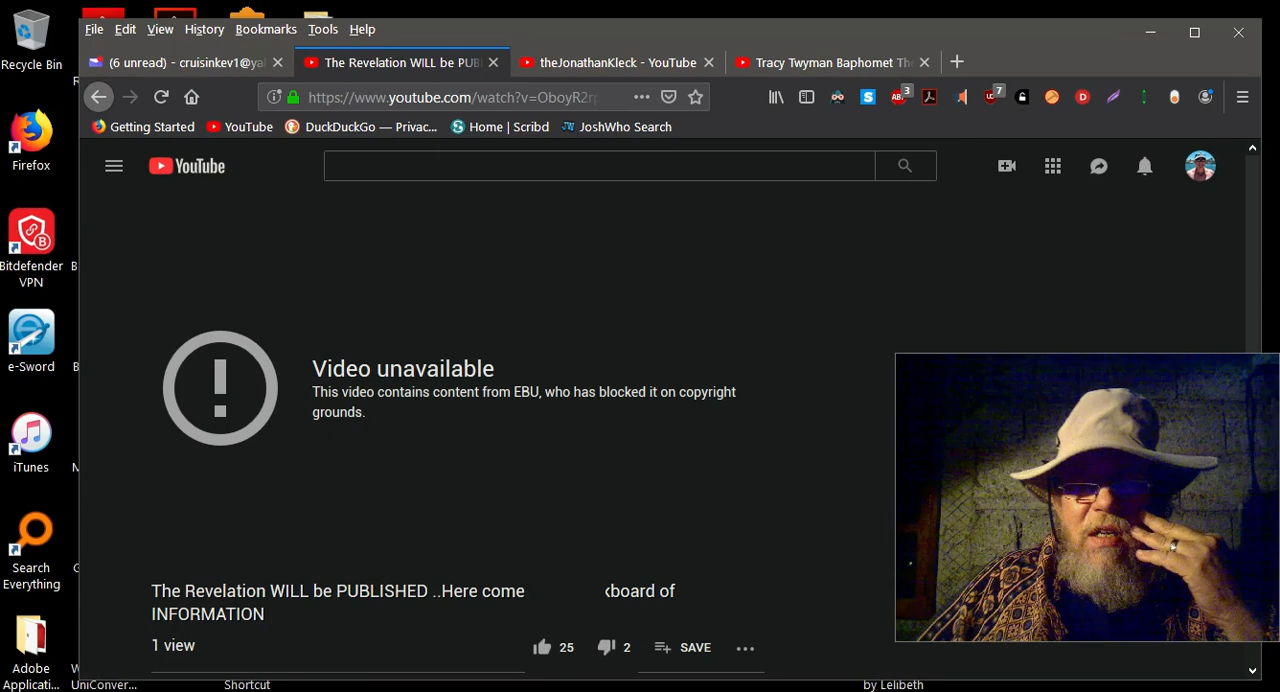 Recycle Bin
File Edit View History Bookmarks Tools Help
(6 unread) - cruisinkev1@ya
The Revelation WILL be PUB
theJonathanKleck - YouTube
Tracy Twyman Baphomet The
https://www.youtube.com/watch?v=OboyR2r
3
7
Getting Started YouTube DuckDuckGo — Privac... Home | Scribd JoshWho Search
YouTube
Firefox
Bitdefender
VPN
e-Sword
iTunes
Search
Everything
Adobe
Applicati...
UniConver...
Shortcut
by Lelibeth
Video unavailable
This video contains content from EBU, who has blocked it on copyright
grounds.
The Revelation WILL be PUBLISHED ..Here come board of
INFORMATION
1 view
25 2 SAVE